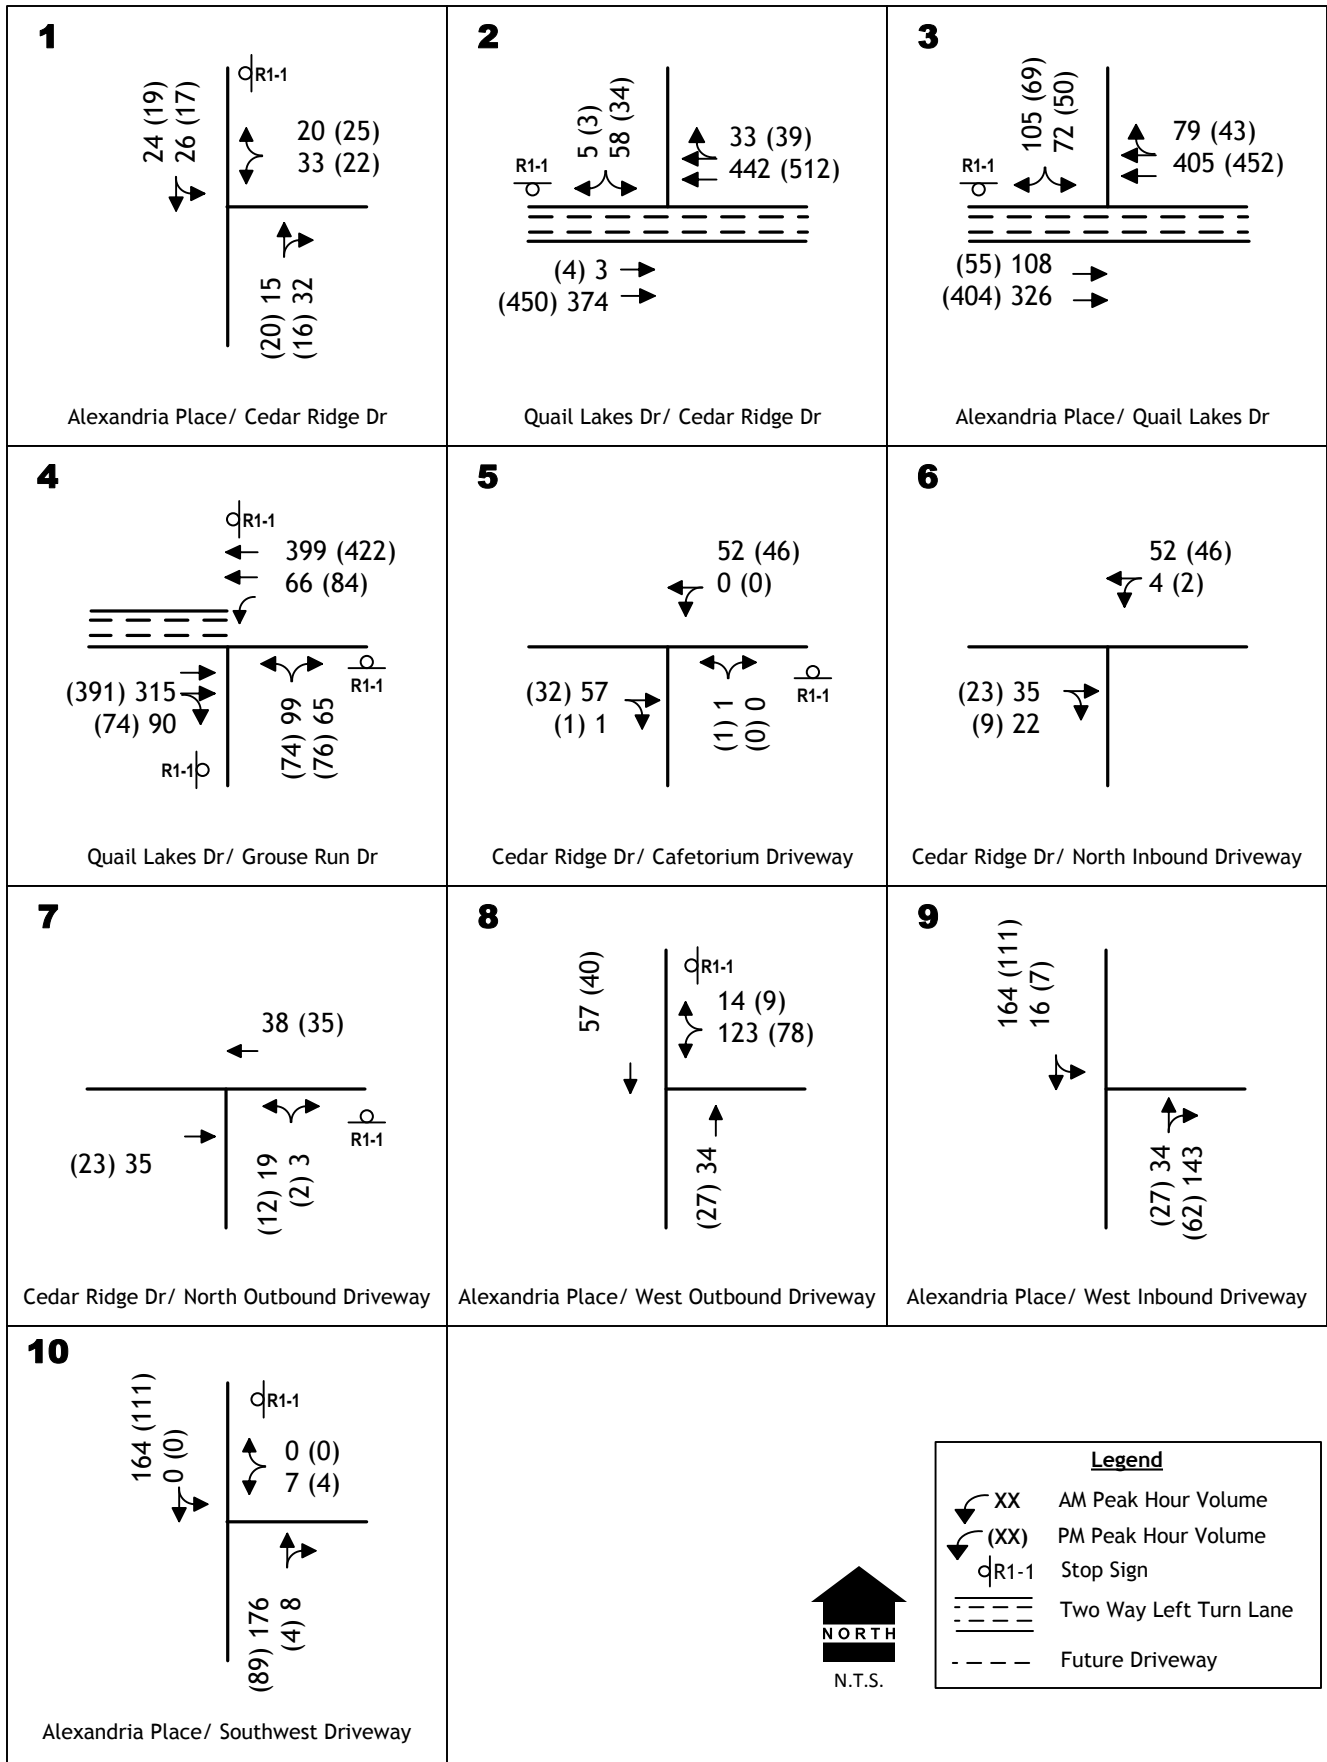 1
24 (19)
26 (17)
R1-1
20 (25)
33 (22)
(20) 15
(16) 32
Alexandria Place/ Cedar Ridge Dr
2
5 (3)
58 (34)
R1-1
33 (39)
442 (512)
(4) 3
(450) 374
Quail Lakes Dr/ Cedar Ridge Dr
3
105 (69)
72 (50)
R1-1
79 (43)
405 (452)
(55) 108
(404) 326
Alexandria Place/ Quail Lakes Dr
4
R1-1
399 (422)
66 (84)
(391) 315
(74) 90
R1-1
(74) 99
(76) 65
R1-1
Quail Lakes Dr/ Grouse Run Dr
5
52 (46)
0 (0)
(32) 57
(1) 1
(1) 1
(0) 0
R1-1
Cedar Ridge Dr/ Cafetorium Driveway
6
52 (46)
4 (2)
(23) 35
(9) 22
Cedar Ridge Dr/ North Inbound Driveway
7
38 (35)
(23) 35
(12) 19
(2) 3
R1-1
Cedar Ridge Dr/ North Outbound Driveway
8
57 (40)
R1-1
14 (9)
123 (78)
(27) 34
Alexandria Place/ West Outbound Driveway
9
164 (111)
16 (7)
(27) 34
(62) 143
Alexandria Place/ West Inbound Driveway
10
164 (111)
0 (0)
R1-1
0 (0)
7 (4)
(89) 176
(4) 8
Alexandria Place/ Southwest Driveway
NORTH
N.T.S.
Legend
XX AM Peak Hour Volume
(XX) PM Peak Hour Volume
R1-1 Stop Sign
Two Way Left Turn Lane
Future Driveway